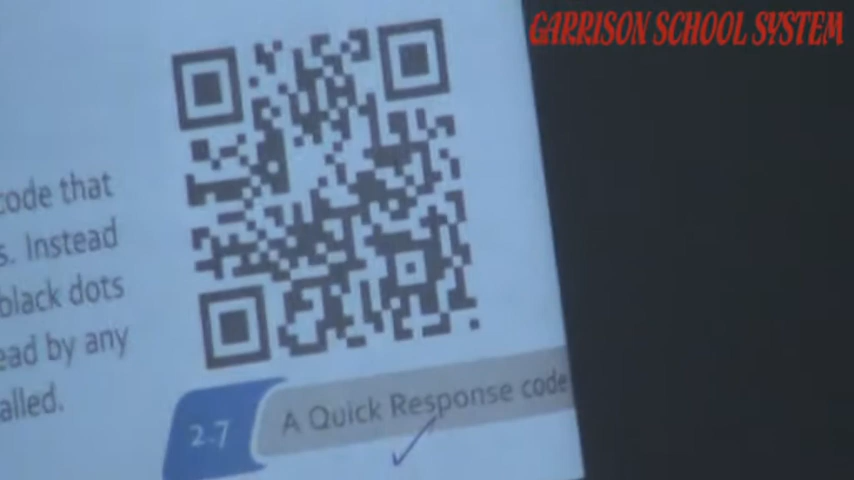 GARRISON SCHOOL SYSTEM
code that
s. Instead
black dots
ead by any
alled.
2.7 A Quick Response code